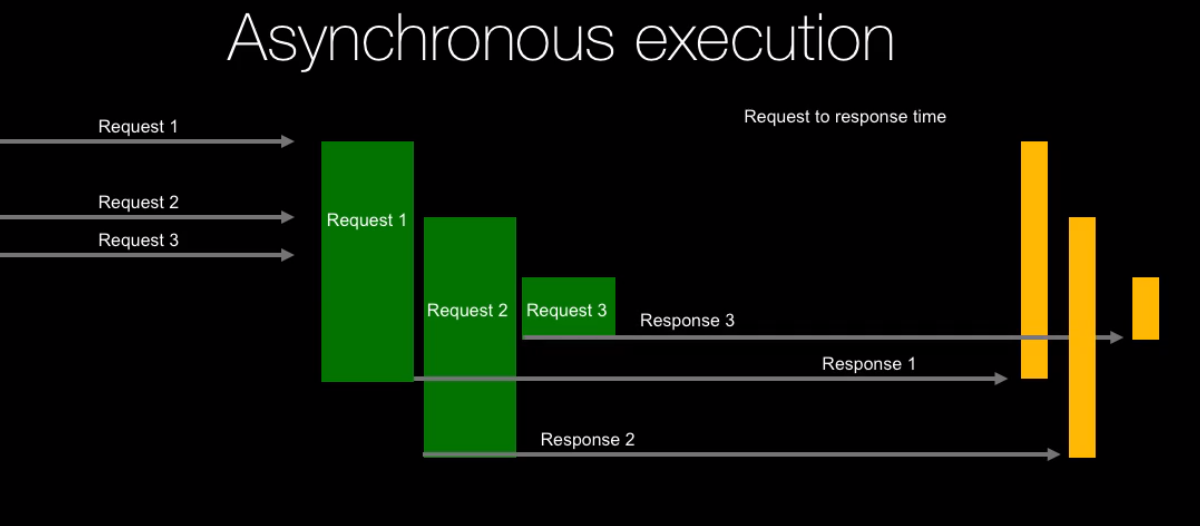 Asynchronous execution
Request to response time
Request 1
Request 2
Request 3
Request 1
Request 2
Request 3
Response 3
Response 1
Response 2